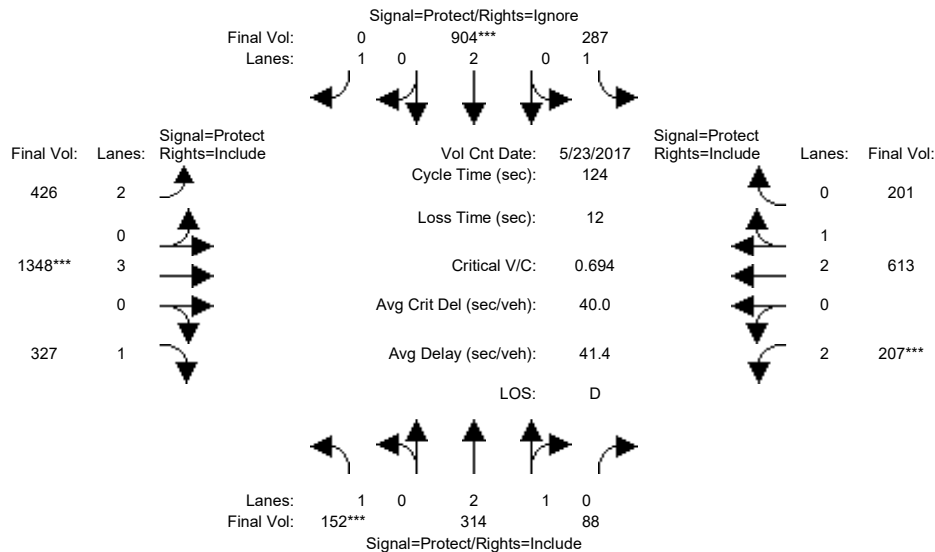 Signal=Protect/Rights=Ignore
Final Vol: 0 904*** 287
Lanes: 1 0 2 0 1
Signal=Protect Signal=Protect
Final Vol: Lanes: Rights=Include Vol Cnt Date: 5/23/2017 Rights=Include Lanes: Final Vol:
Cycle Time (sec): 124
426 2 0 201
Loss Time (sec): 12
0 1
1348*** 3 Critical V/C: 0.694 2 613
0 Avg Crit Del (sec/veh): 40.0 0
327 1 Avg Delay (sec/veh): 41.4 2 207***
LOS: D
Lanes: 1 0 2 1 0
Final Vol: 152*** 314 88
Signal=Protect/Rights=Include